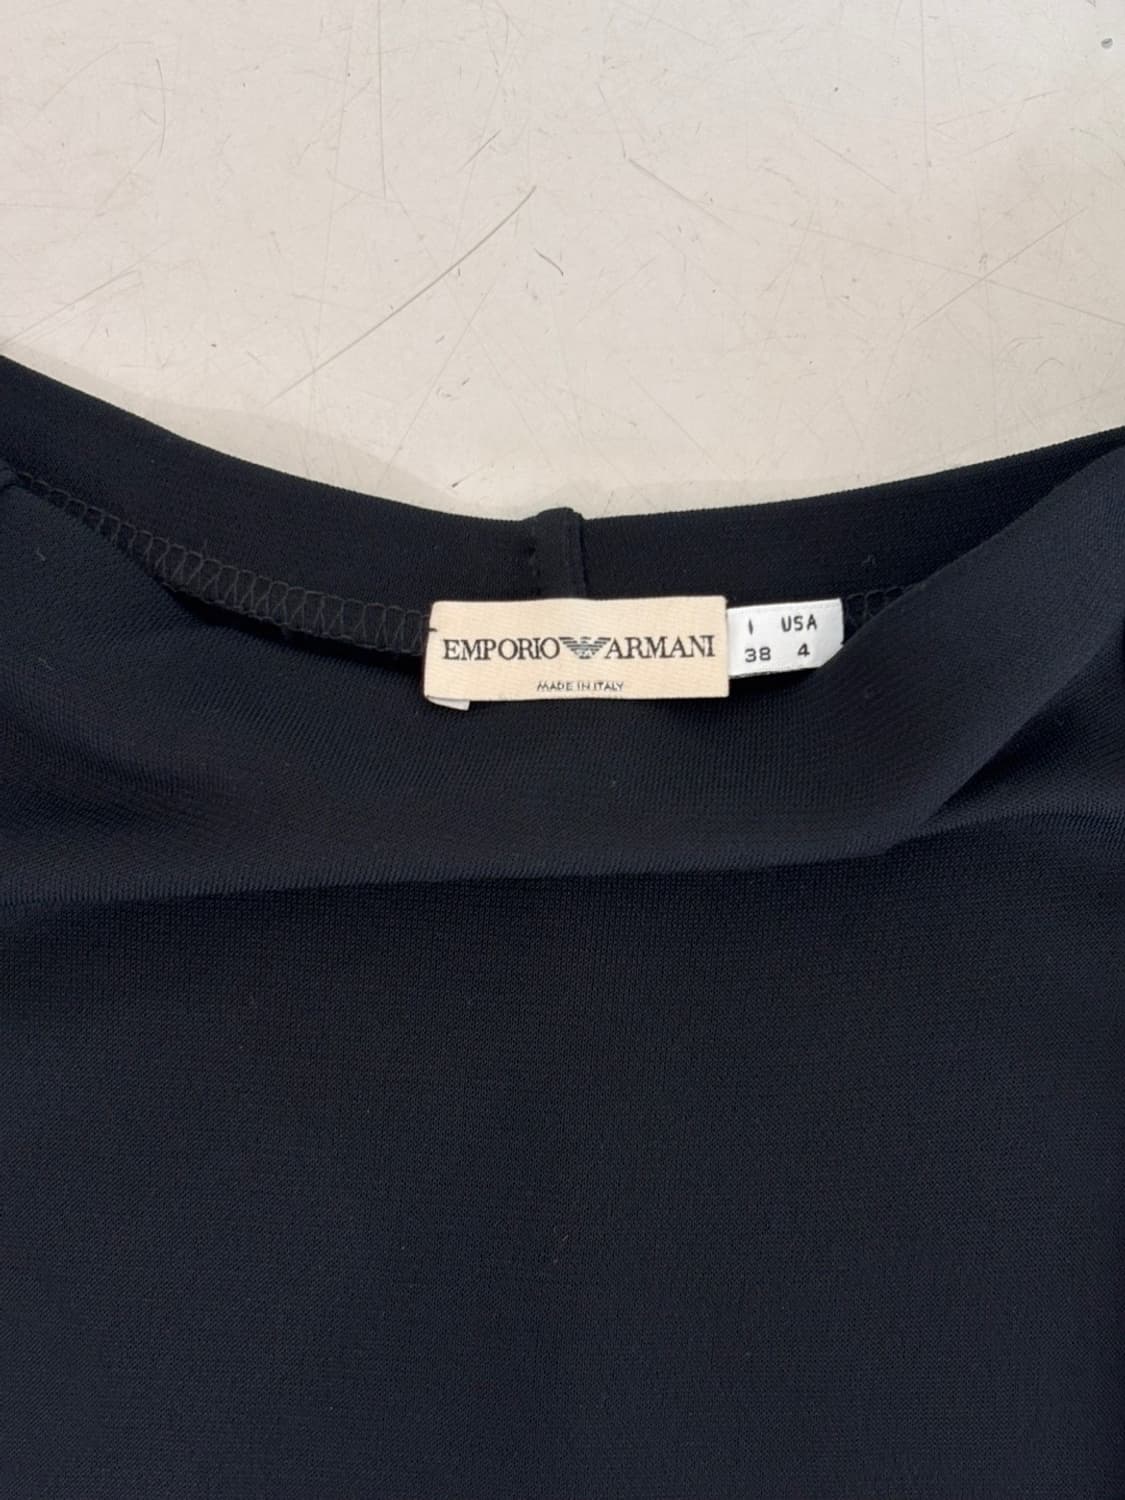 EMPORIO ARMANI
MADE IN ITALY
I USA
38 4